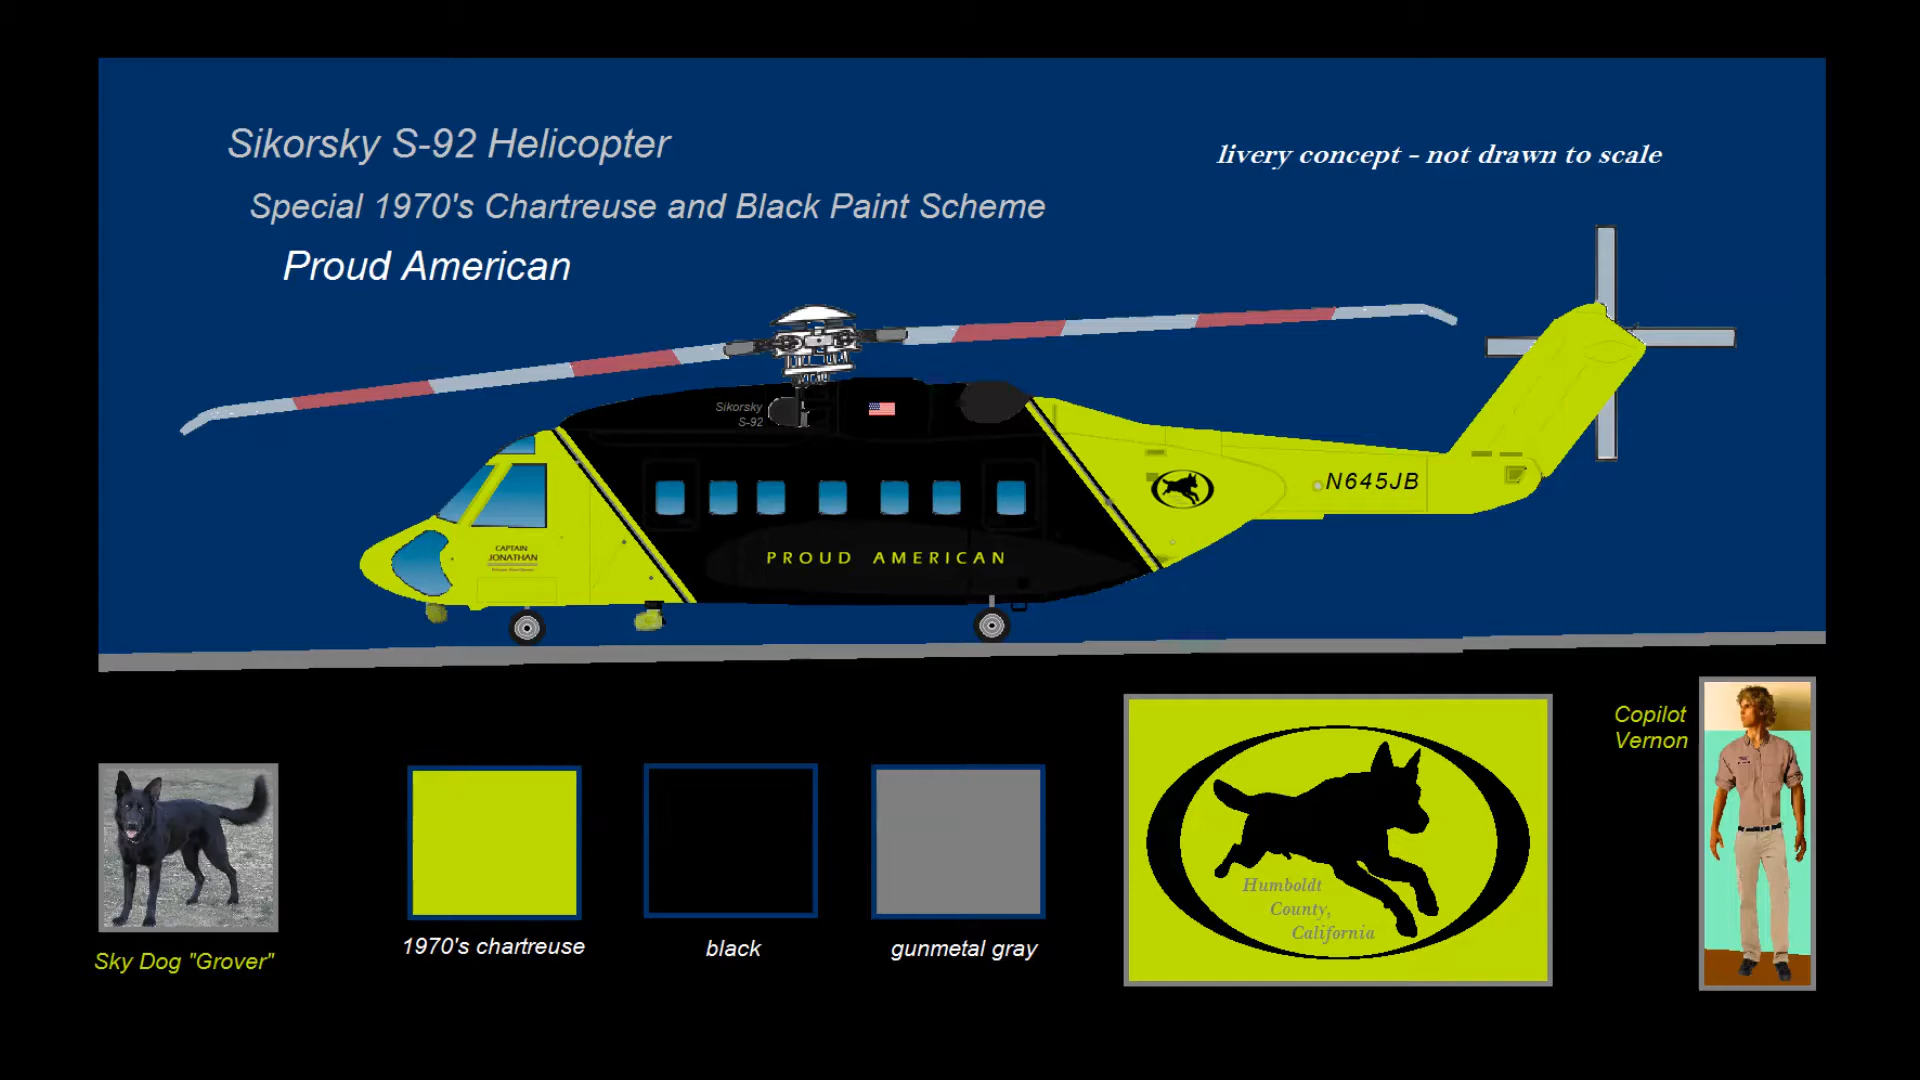 Sikorsky S-92 Helicopter
livery concept - not drawn to scale
Special 1970's Chartreuse and Black Paint Scheme
Proud American
Sikorsky
S-92
N645JB
CAPTAIN
JONATHAN
PROUD AMERICAN
Copilot
Vernon
Humboldt
County,
California
Sky Dog "Grover"
1970's chartreuse
black
gunmetal gray